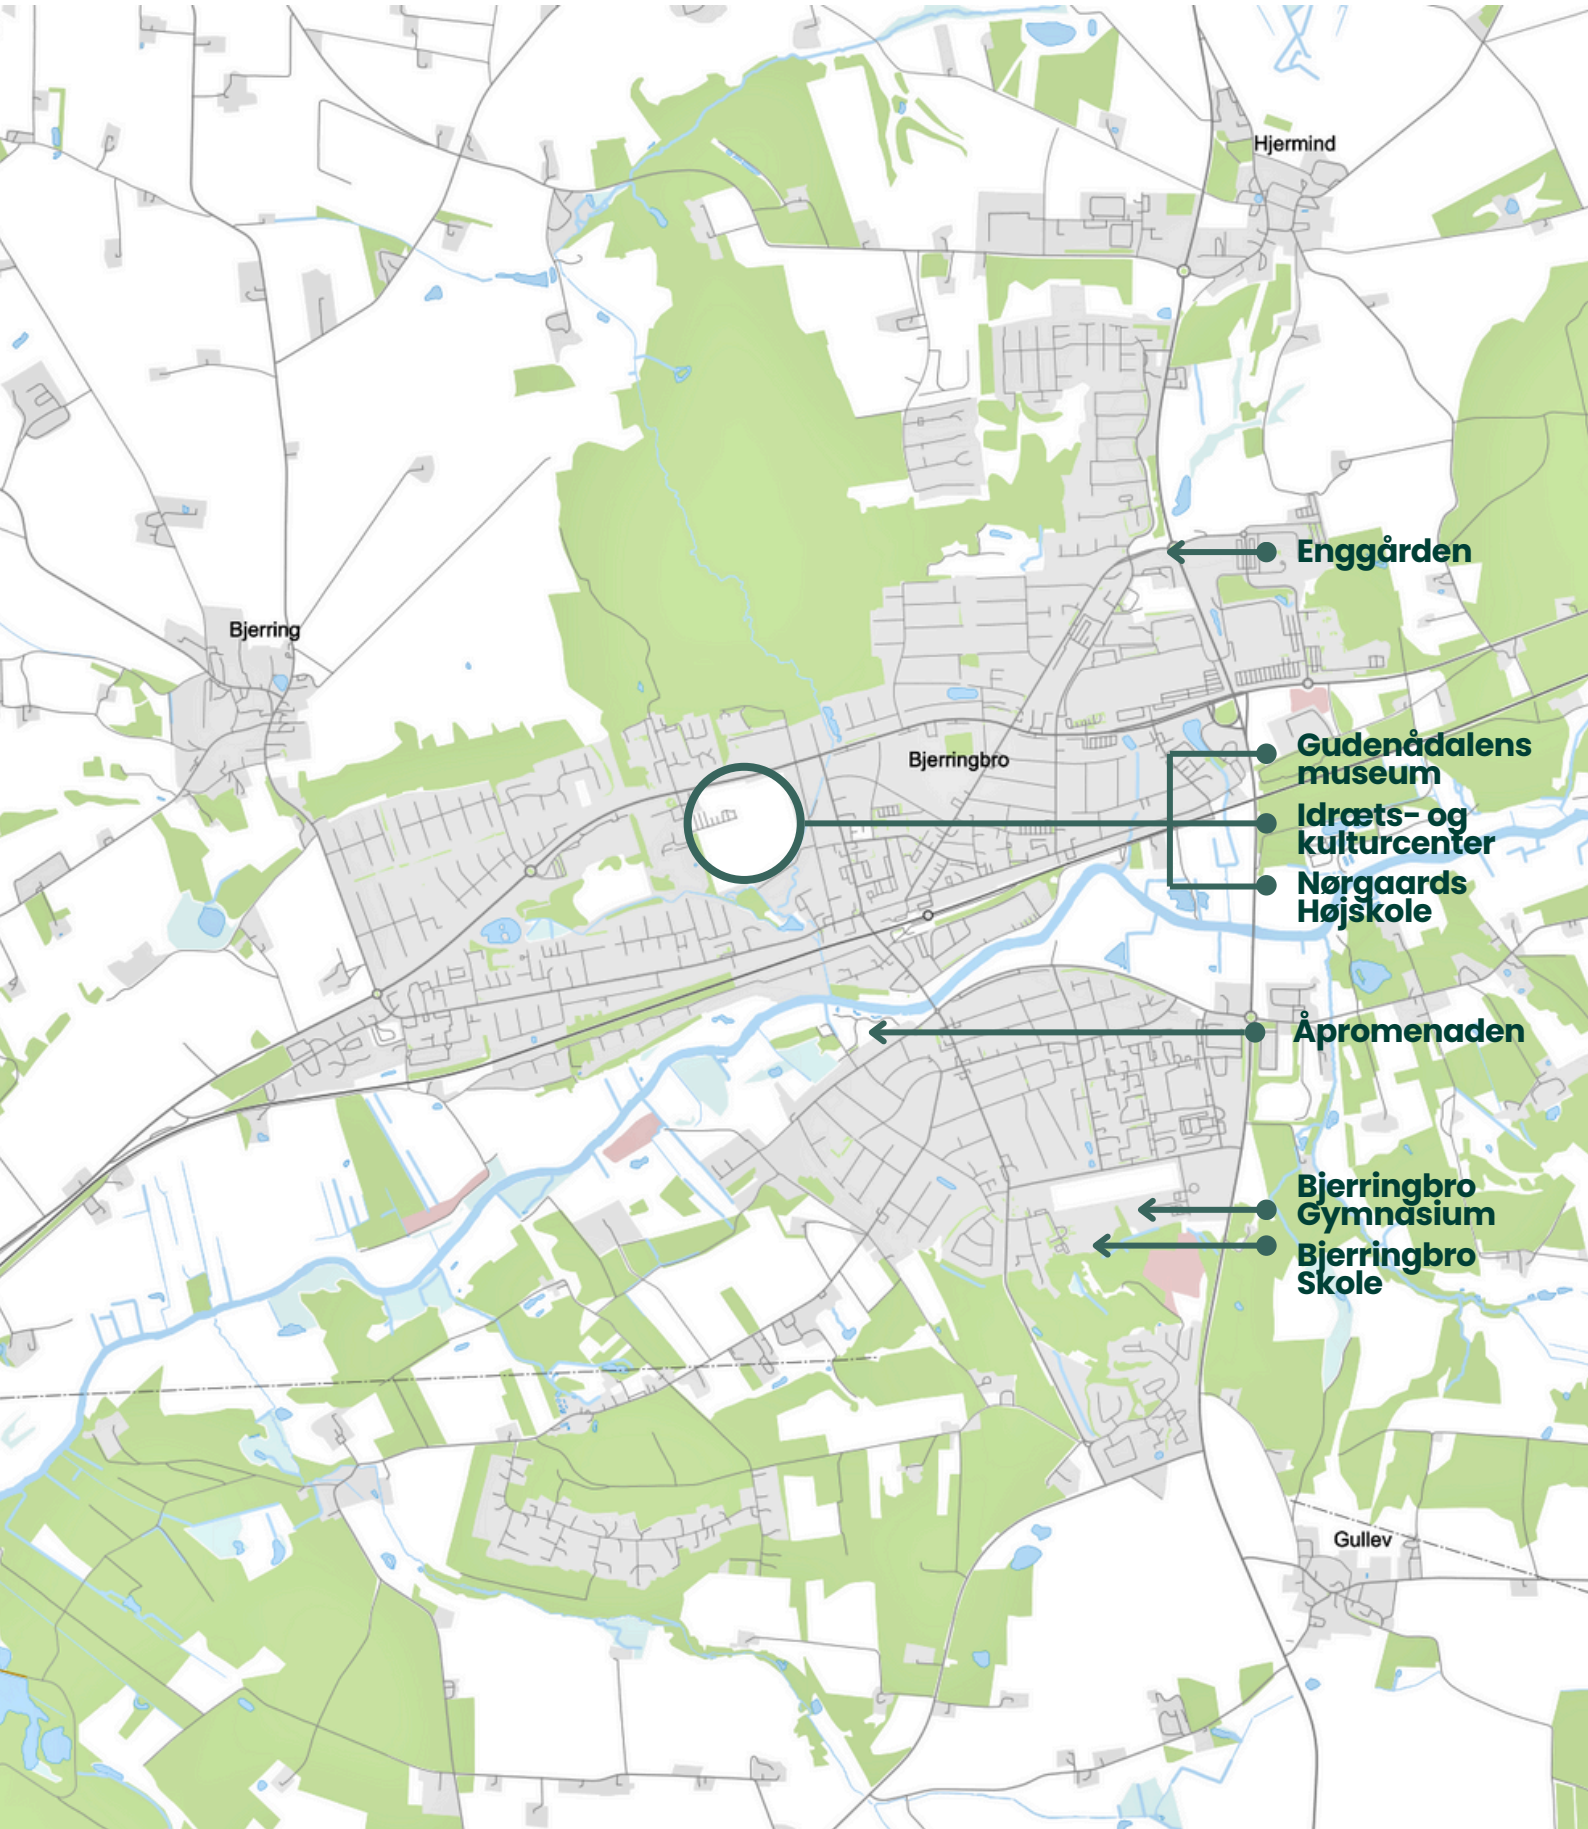 Hjermind
Enggården
Bjerring
Gudenådalens
museum
Bjerringbro
Idræts- og
kulturcenter
Nørgaards
Højskole
Åpromenaden
Bjerringbro
Gymnasium
Bjerringbro
Skole
Gullev